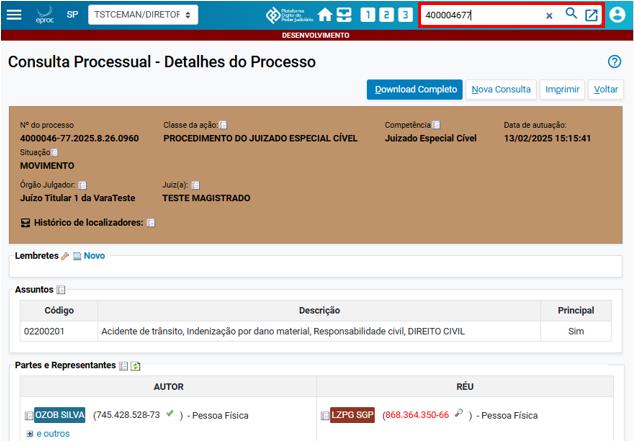 eproc SP TSTCEMAN/DIRETOR Plataforma Digital do Poder Judiciário 1 2 3 400004677
DESENVOLVIMENTO
Consulta Processual - Detalhes do Processo
Download Completo Nova Consulta Imprimir Voltar
Nº do processo Classe da ação: Competência Data de autuação:
4000046-77.2025.8.26.0960 PROCEDIMENTO DO JUIZADO ESPECIAL CÍVEL Juizado Especial Cível 13/02/2025 15:15:41
Situação
MOVIMENTO
Órgão Julgador: Juiz(a):
Juízo Titular 1 da VaraTeste TESTE MAGISTRADO
Histórico de localizadores:
Lembretes Novo
Assuntos
Código Descrição Principal
02200201 Acidente de trânsito, Indenização por dano material, Responsabilidade civil, DIREITO CIVIL Sim
Partes e Representantes
AUTOR RÉU
OZOB SILVA (745.428.528-73 ) - Pessoa Física LZPG SGP (868.364.350-66 ) - Pessoa Física
e outros